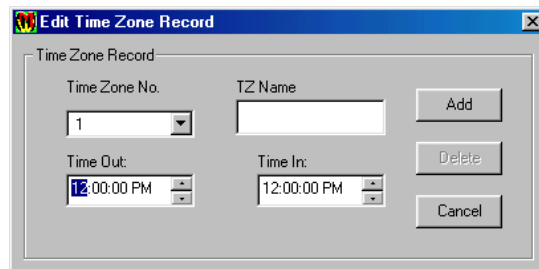 Edit Time Zone Record
Time Zone Record
Time Zone No.
TZ Name
1
Add
Time Out:
Time In:
Delete
12:00:00 PM
12:00:00 PM
Cancel